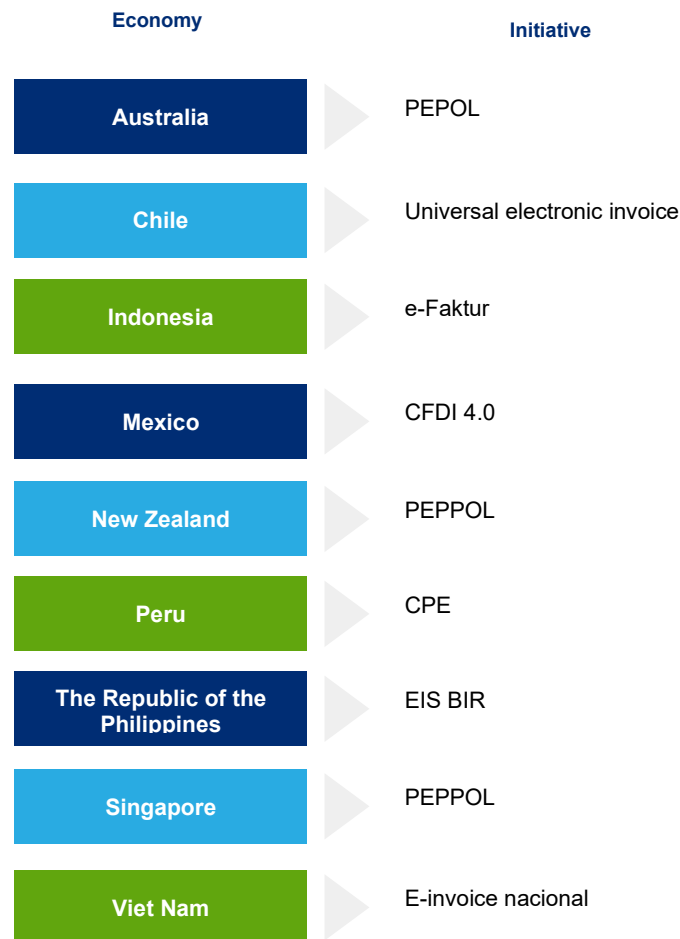 Economy
Initiative
Australia
PEPOL
Chile
Universal electronic invoice
Indonesia
e-Faktur
Mexico
CFDI 4.0
New Zealand
PEPPOL
Peru
CPE
The Republic of the
Philippines
EIS BIR
Singapore
PEPPOL
Viet Nam
E-invoice nacional